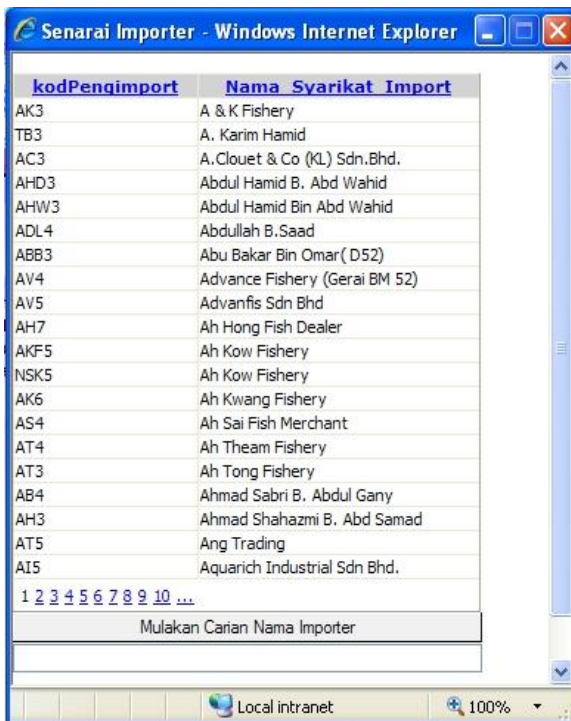 Senarai Importer - Windows Internet Explorer
kodPengimport Nama_Syarikat_Import
AK3 A & K Fishery
TB3 A. Karim Hamid
AC3 A.Clouet & Co (KL) Sdn.Bhd.
AHD3 Abdul Hamid B. Abd Wahid
AHW3 Abdul Hamid Bin Abd Wahid
ADL4 Abdullah B.Saad
ABB3 Abu Bakar Bin Omar( D52)
AV4 Advance Fishery (Gerai BM 52)
AV5 Advanfis Sdn Bhd
AH7 Ah Hong Fish Dealer
AKF5 Ah Kow Fishery
NSK5 Ah Kow Fishery
AK6 Ah Kwang Fishery
AS4 Ah Sai Fish Merchant
AT4 Ah Theam Fishery
AT3 Ah Tong Fishery
AB4 Ahmad Sabri B. Abdul Gany
AH3 Ahmad Shahazmi B. Abd Samad
AT5 Ang Trading
AI5 Aquarich Industrial Sdn Bhd.
1 2 3 4 5 6 7 8 9 10 ...
Mulakan Carian Nama Importer
Local intranet 100%